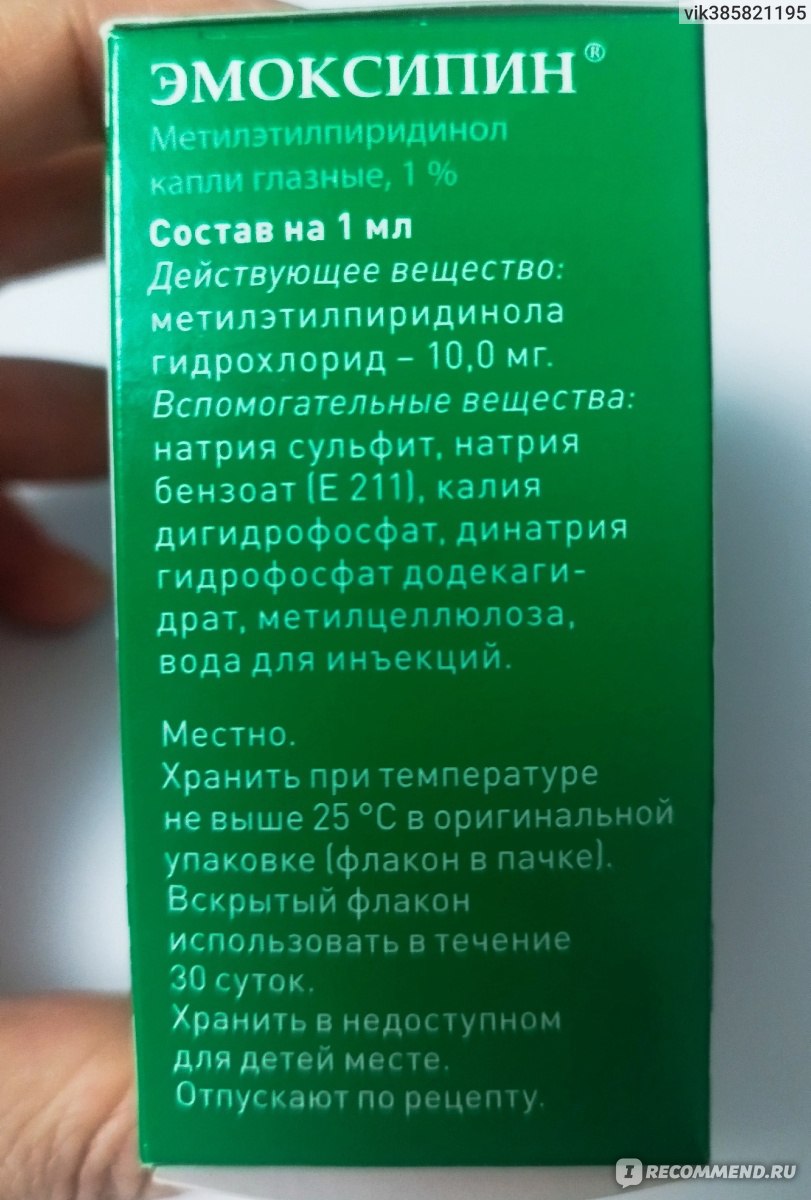 vik385821195
ЭМОКСИПИН®
Метилэтилпиридинол
капли глазные, 1 %
Состав на 1 мл
Действующее вещество:
метилэтилпиридинола
гидрохлорид – 10,0 мг.
Вспомогательные вещества:
натрия сульфит, натрия
бензоат (Е 211), калия
дигидрофосфат, динатрия
гидрофосфат додекаги-
драт, метилцеллюлоза,
вода для инъекций.
Местно.
Хранить при температуре
не выше 25 °С в оригинальной
упаковке (флакон в пачке).
Вскрытый флакон
использовать в течение
30 суток.
Хранить в недоступном
для детей месте.
Отпускают по рецепту.
IRECOMMEND.RU